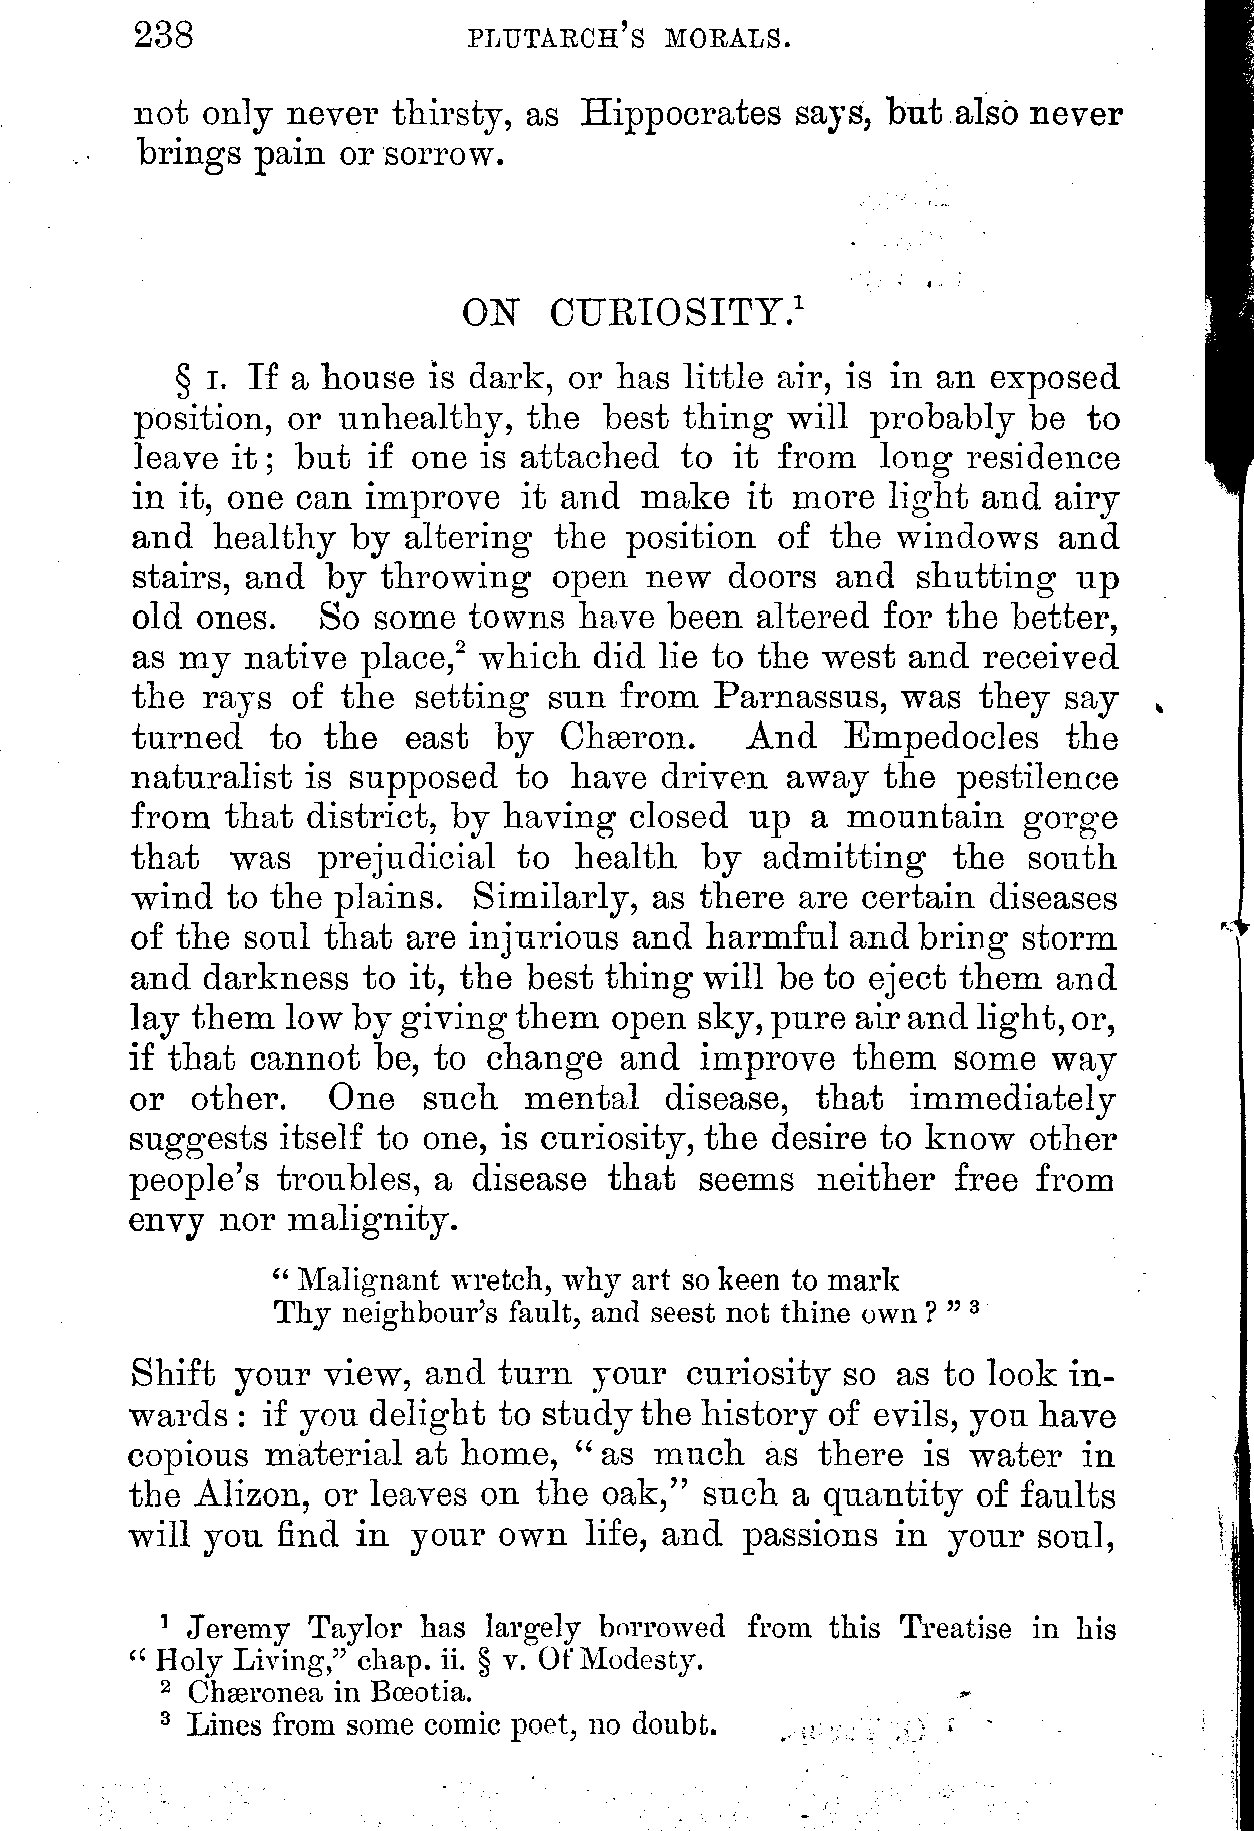 238 PLUTARCH'S MORALS.
not only never thirsty, as Hippocrates says, but also never
brings pain or sorrow.
ON CURIOSITY.¹
§ I. If a house is dark, or has little air, is in an exposed
position, or unhealthy, the best thing will probably be to
leave it; but if one is attached to it from long residence
in it, one can improve it and make it more light and airy
and healthy by altering the position of the windows and
stairs, and by throwing open new doors and shutting up
old ones. So some towns have been altered for the better,
as my native place,² which did lie to the west and received
the rays of the setting sun from Parnassus, was they say
turned to the east by Chæron. And Empedocles the
naturalist is supposed to have driven away the pestilence
from that district, by having closed up a mountain gorge
that was prejudicial to health by admitting the south
wind to the plains. Similarly, as there are certain diseases
of the soul that are injurious and harmful and bring storm
and darkness to it, the best thing will be to eject them and
lay them low by giving them open sky, pure air and light, or,
if that cannot be, to change and improve them some way
or other. One such mental disease, that immediately
suggests itself to one, is curiosity, the desire to know other
people's troubles, a disease that seems neither free from
envy nor malignity.
"Malignant wretch, why art so keen to mark
Thy neighbour's fault, and seest not thine own?"³
Shift your view, and turn your curiosity so as to look in-
wards: if you delight to study the history of evils, you have
copious material at home, "as much as there is water in
the Alizon, or leaves on the oak," such a quantity of faults
will you find in your own life, and passions in your soul,
¹ Jeremy Taylor has largely borrowed from this Treatise in his
"Holy Living," chap. ii. § v. Of Modesty.
² Chæronea in Bœotia.
³ Lines from some comic poet, no doubt.